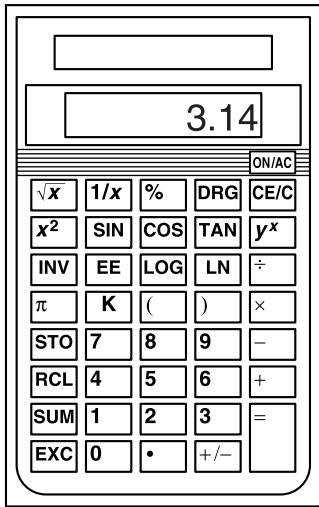 3.14
ON/AC
√x 1/x % DRG CE/C
x² SIN COS TAN yˣ
INV EE LOG LN ÷
π K ( ) ×
STO 7 8 9 −
RCL 4 5 6 +
SUM 1 2 3 =
EXC 0 • +/−